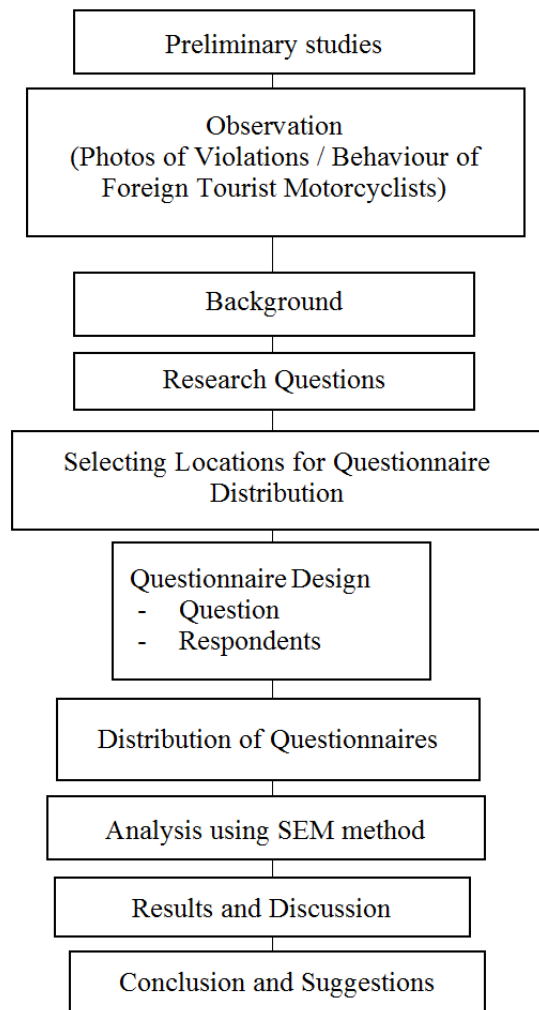 Preliminary studies
Observation
(Photos of Violations / Behaviour of
Foreign Tourist Motorcyclists)
Background
Research Questions
Selecting Locations for Questionnaire
Distribution
Questionnaire Design
- Question
- Respondents
Distribution of Questionnaires
Analysis using SEM method
Results and Discussion
Conclusion and Suggestions